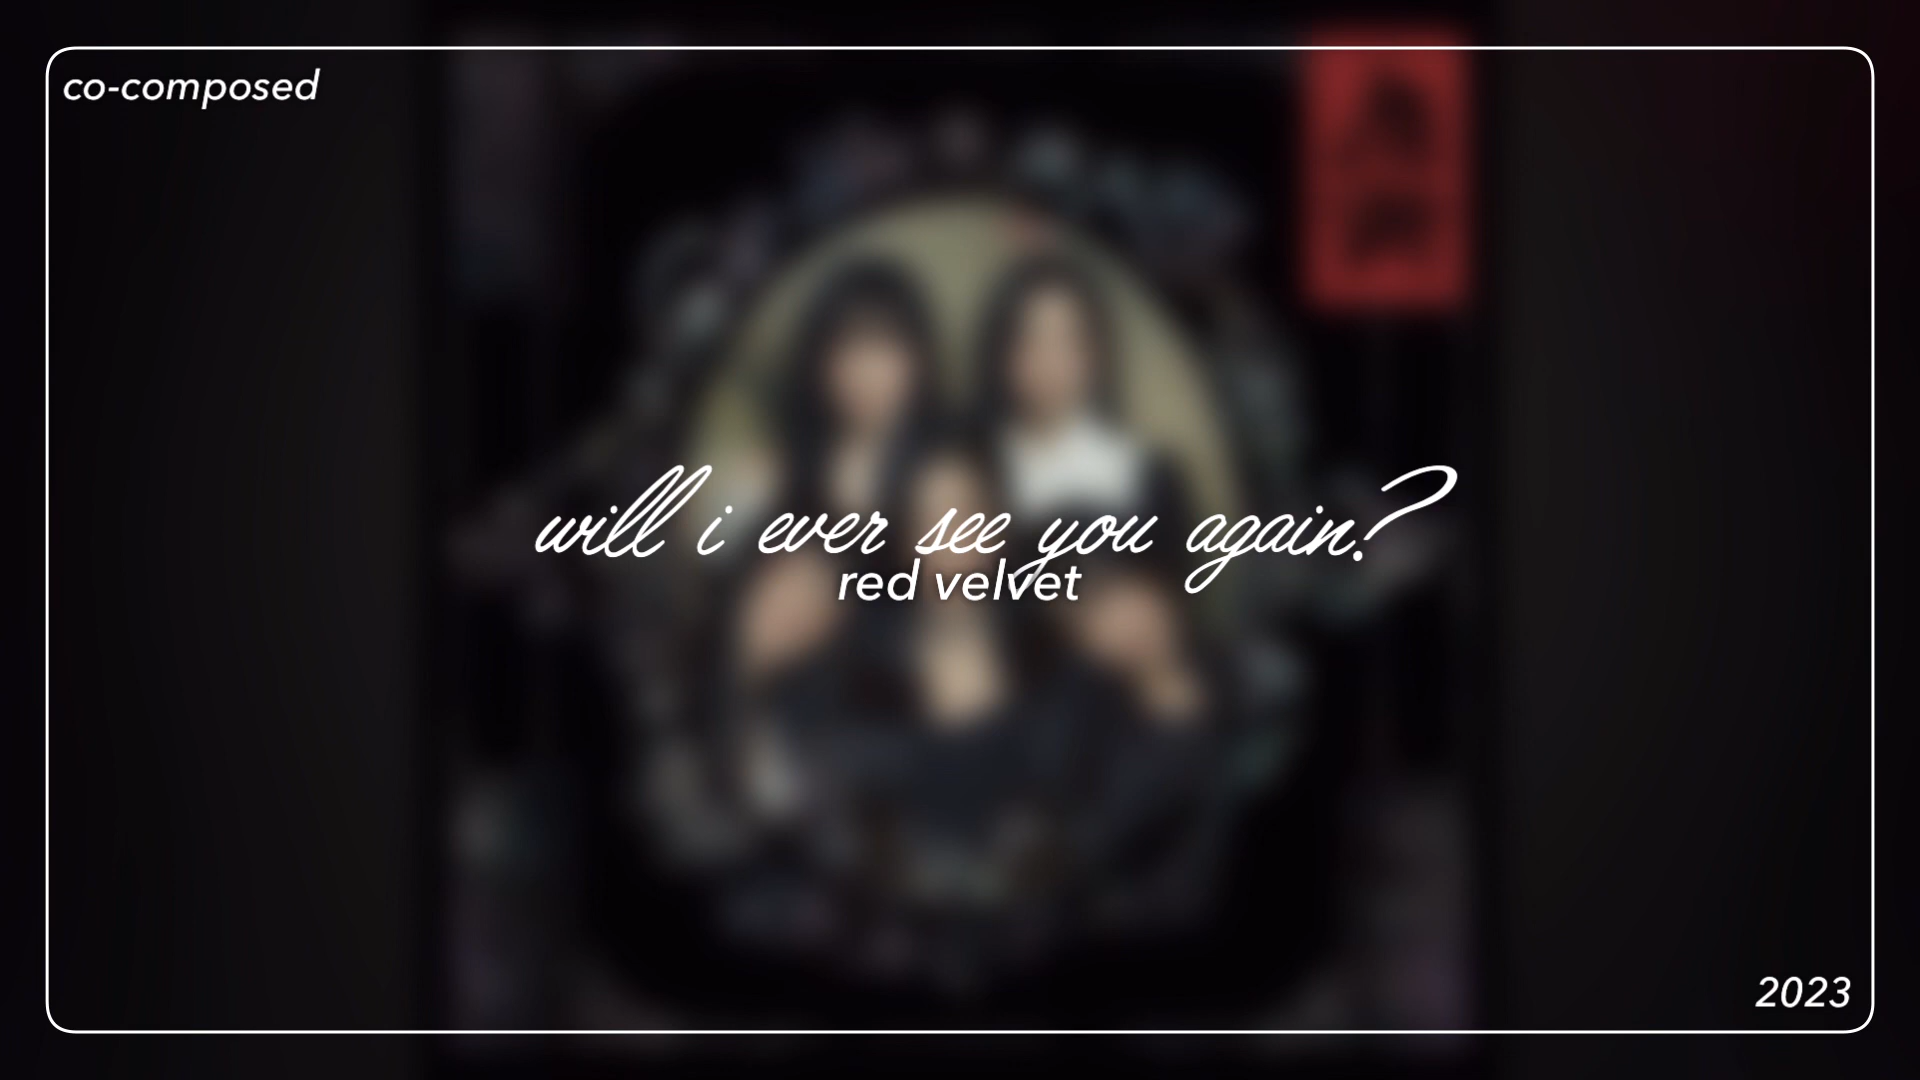 co-composed
will i ever see you again?
red velvet
2023